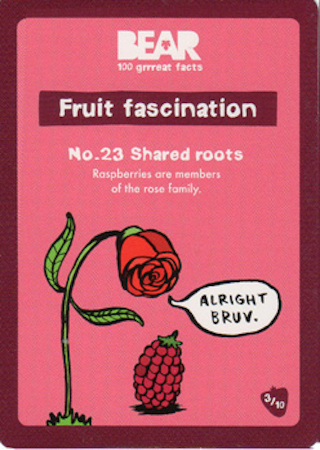 BEAR
100 grrreat facts
Fruit fascination
No.23 Shared roots
Raspberries are members
of the rose family.
ALRIGHT
BRUV.
3/10